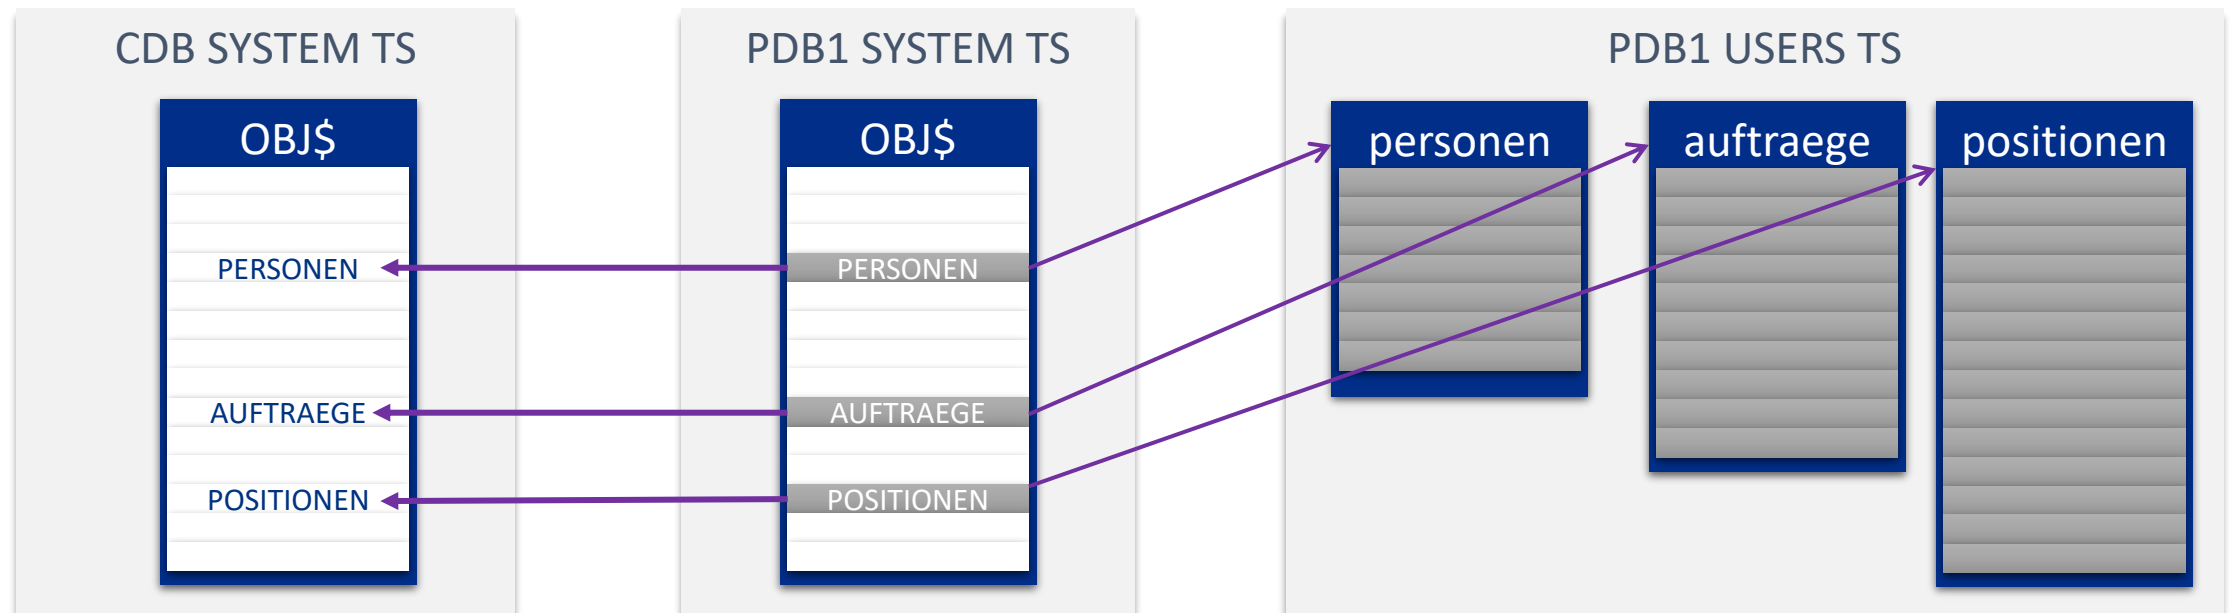 CDB SYSTEM TS
OBJ$
PERSONEN
AUFTRAEGE
POSITIONEN
PDB1 SYSTEM TS
OBJ$
PERSONEN
AUFTRAEGE
POSITIONEN
PDB1 USERS TS
personen
auftraege
positionen